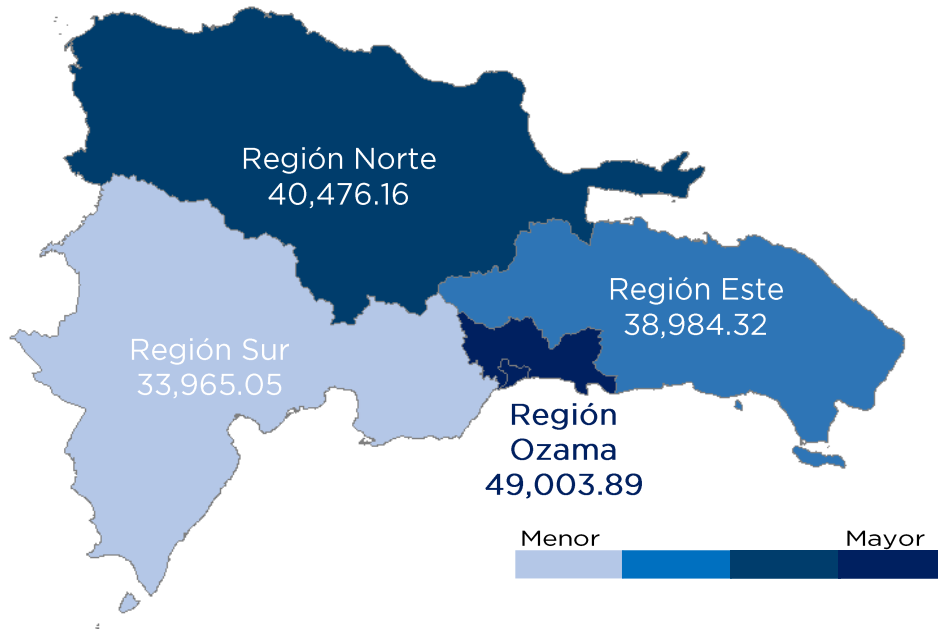 Región Norte
40,476.16
Región Este
38,984.32
Región Sur
33,965.05
Región
Ozama
49,003.89
Menor
Mayor